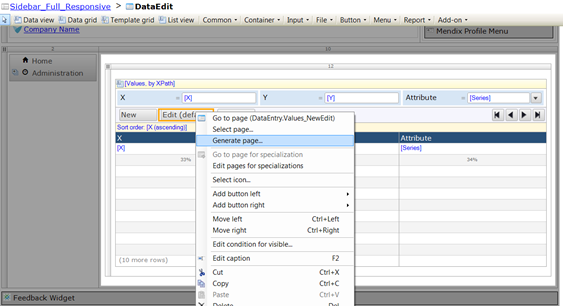 Sidebar_Full_Responsive > DataEdit
Data view Data grid Template grid List view Common Container Input File Button Menu Report Add-on
Company Name
Mendix Profile Menu
2 10
Home
Administration
12
[Values, by XPath]
X [X] Y [Y] Attribute [Series]
New Edit (def
Sort order: [X (ascending)]
X Attribute
[X] [Series]
33% 34%
(10 more rows)
Go to page (DataEntry.Values_NewEdit)
Select page...
Generate page...
Go to page for specialization
Edit pages for specializations
Select icon...
Add button left
Add button right
Move left Ctrl+Left
Move right Ctrl+Right
Edit condition for visible...
Edit caption F2
Cut Ctrl+X
Copy Ctrl+C
Paste Ctrl+V
Delete Del
Feedback Widget